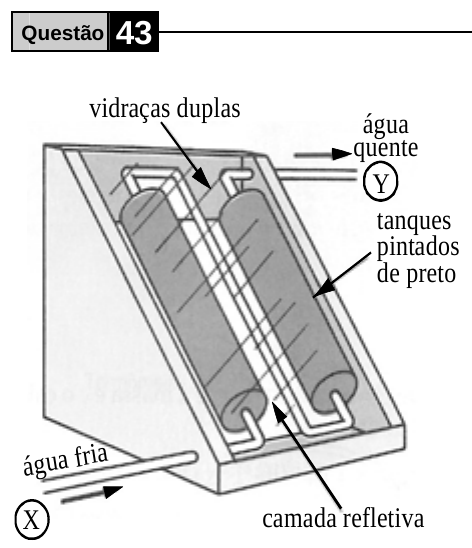 Questão 43
vidraças duplas
água
quente
Y
tanques
pintados
de preto
água fria
X
camada refletiva